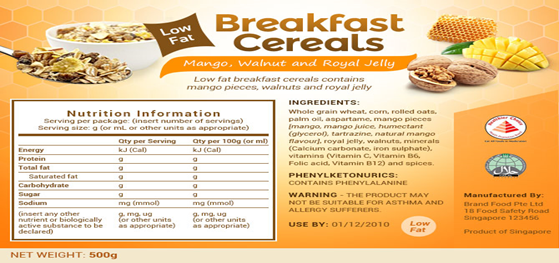 Low
Fat
Breakfast
Cereals
Mango, Walnut and Royal Jelly
Low fat breakfast cereals contains
mango pieces, walnuts and royal jelly
Nutrition Information
Serving per package: (insert number of servings)
Serving size: g (or mL or other units as appropriate)
Qty per Serving Qty per 100g (or ml)
Energy kJ (Cal) kJ (Cal)
Protein g g
Total fat g g
Saturated fat g g
Carbohydrate g g
Sugar g g
Sodium mg (mmol) mg (mmol)
(insert any other
nutrient or biologically
active substance to be
declared)
g, mg, ug
(or other units
as appropriate)
g, mg, ug
(or other units
as appropriate)
INGREDIENTS:
Whole grain wheat, corn, rolled oats,
palm oil, aspartame, mango pieces
[mango, mango juice, humectant
(glycerol), tartrazine, natural mango
flavour], royal jelly, walnuts, minerals
(Calcium carbonate, iron sulphate),
vitamins (Vitamin C, Vitamin B6,
Folic acid, Vitamin B12) and spices.
PHENYLKETONURICS:
CONTAINS PHENYLALANINE
WARNING - THE PRODUCT MAY
NOT BE SUITABLE FOR ASTHMA AND
ALLERGY SUFFERERS.
USE BY: 01/12/2010
Low
Fat
Healthier Choice
Manufactured By:
Brand Food Pte Ltd
18 Food Safety Road
Singapore 123456
Product of Singapore
NET WEIGHT: 500g